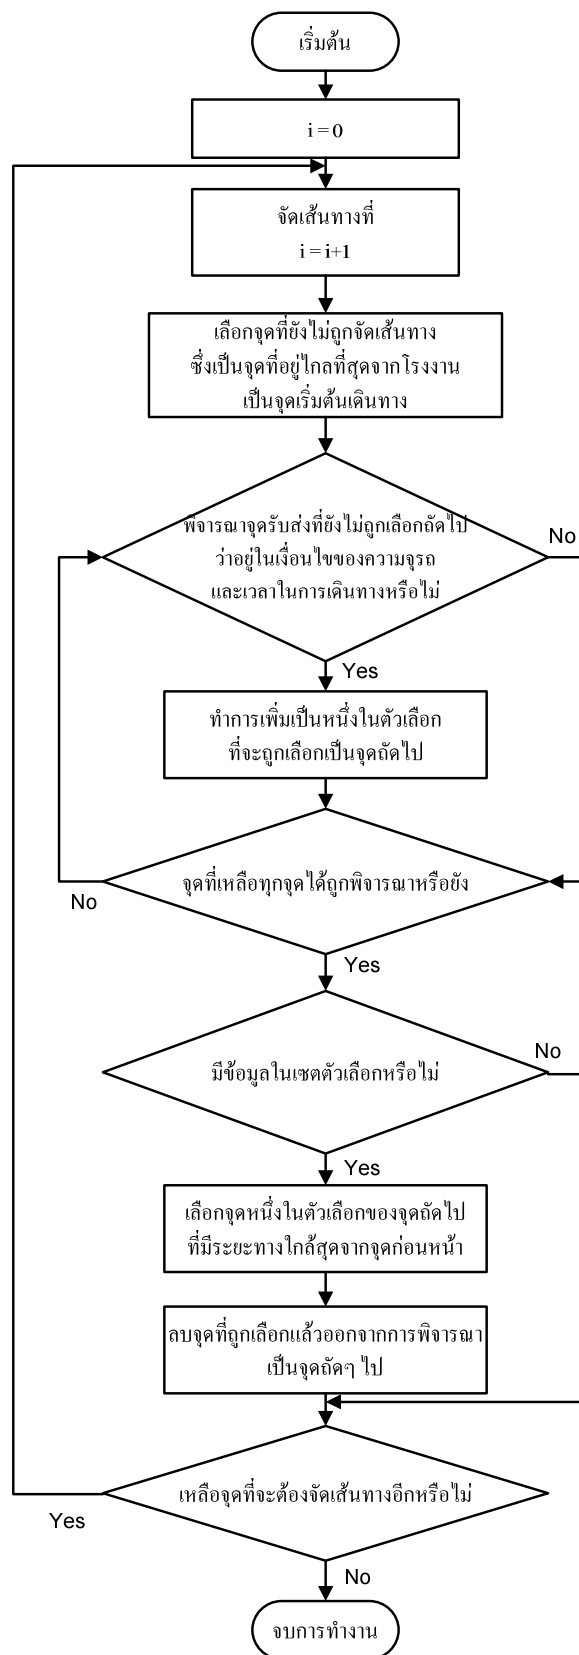 เริ่มต้น
i = 0
จัดเส้นทางที่
i = i+1
เลือกจุดที่ยังไม่ถูกจัดเส้นทาง
ซึ่งเป็นจุดที่อยู่ไกลที่สุดจากโรงงาน
เป็นจุดเริ่มต้นเดินทาง
พิจารณาจุดรับส่งที่ยังไม่ถูกเลือกถัดไป
ว่าอยู่ในเงื่อนไขของความจุรถ
และเวลาในการเดินทางหรือไม่
No
Yes
ทำการเพิ่มเป็นหนึ่งในตัวเลือก
ที่จะถูกเลือกเป็นจุดถัดไป
จุดที่เหลือทุกจุดได้ถูกพิจารณาหรือยัง
No
Yes
มีข้อมูลในเซตตัวเลือกหรือไม่
No
Yes
เลือกจุดหนึ่งในตัวเลือกของจุดถัดไป
ที่มีระยะทางใกล้สุดจากจุดก่อนหน้า
ลบจุดที่ถูกเลือกแล้วออกจากการพิจารณา
เป็นจุดถัดๆ ไป
เหลือจุดที่จะต้องจัดเส้นทางอีกหรือไม่
Yes
No
จบการทำงาน